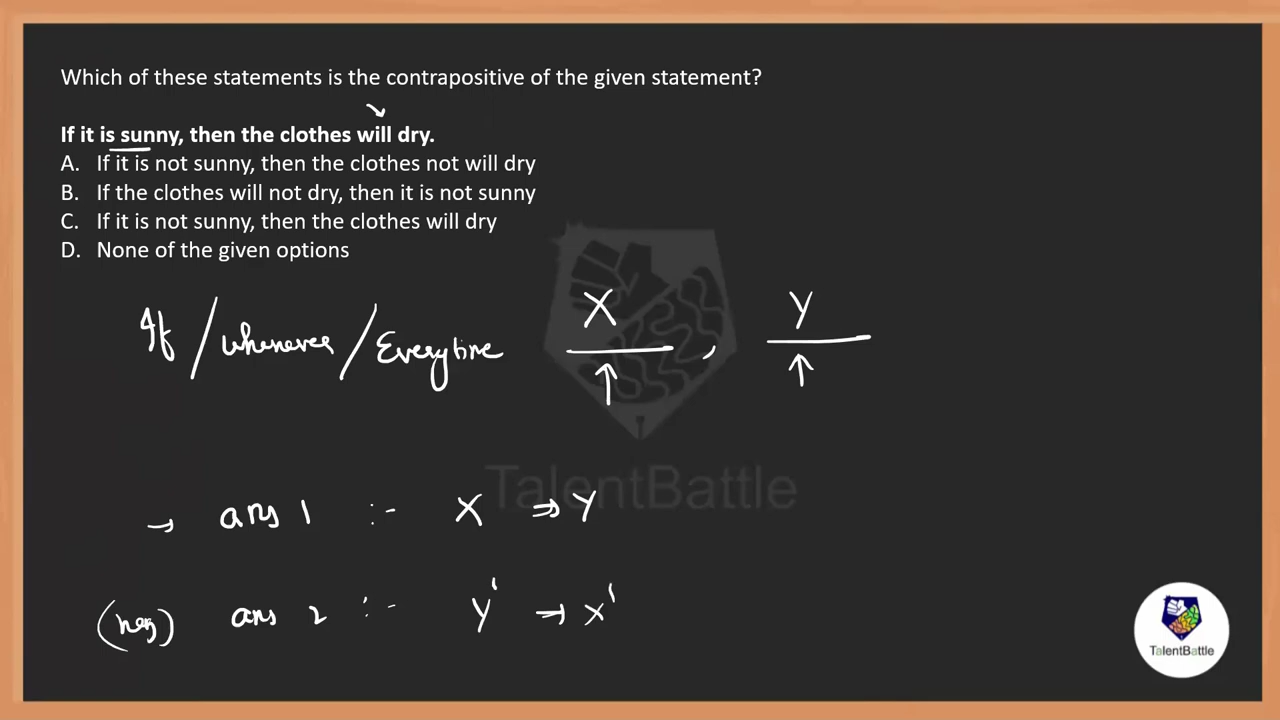 Which of these statements is the contrapositive of the given statement?
If it is sunny, then the clothes will dry.
A. If it is not sunny, then the clothes not will dry
B. If the clothes will not dry, then it is not sunny
C. If it is not sunny, then the clothes will dry
D. None of the given options
If / whenever / Everytime X , Y
TalentBattle
→ ans 1 :- X ⇒ Y
(neg) ans 2 :- Y' ⇒ X'
TalentBattle